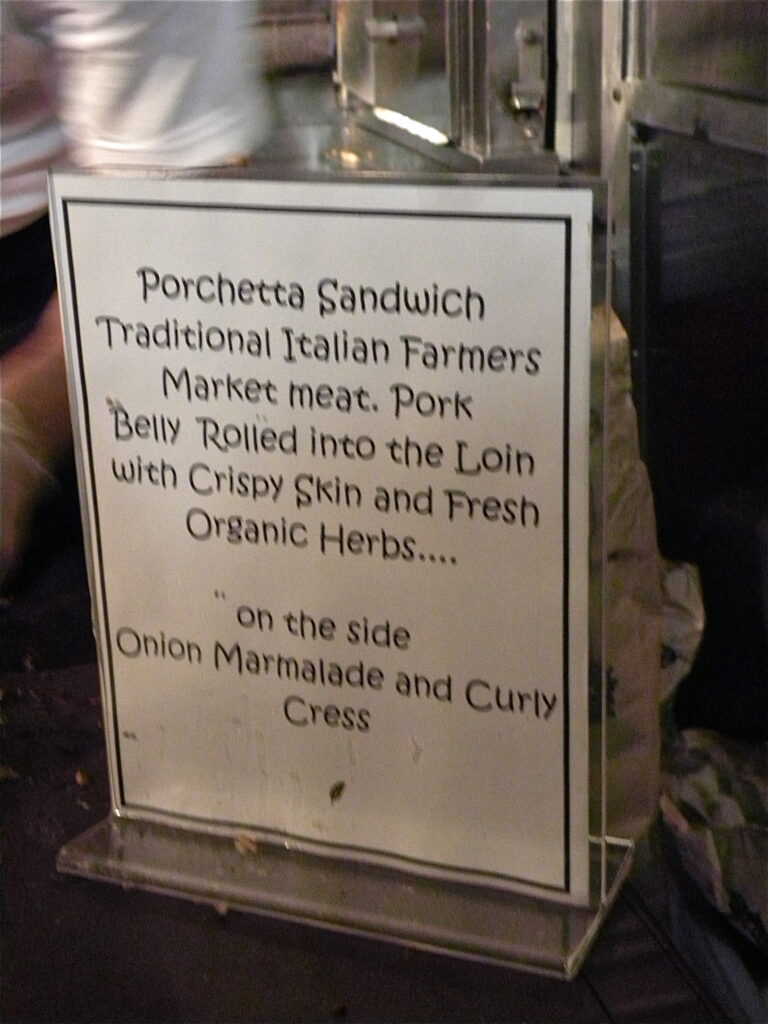 Porchetta Sandwich
Traditional Italian Farmers
Market meat. Pork
Belly Rolled into the Loin
with Crispy Skin and Fresh
Organic Herbs....
on the side
Onion Marmalade and Curly
Cress